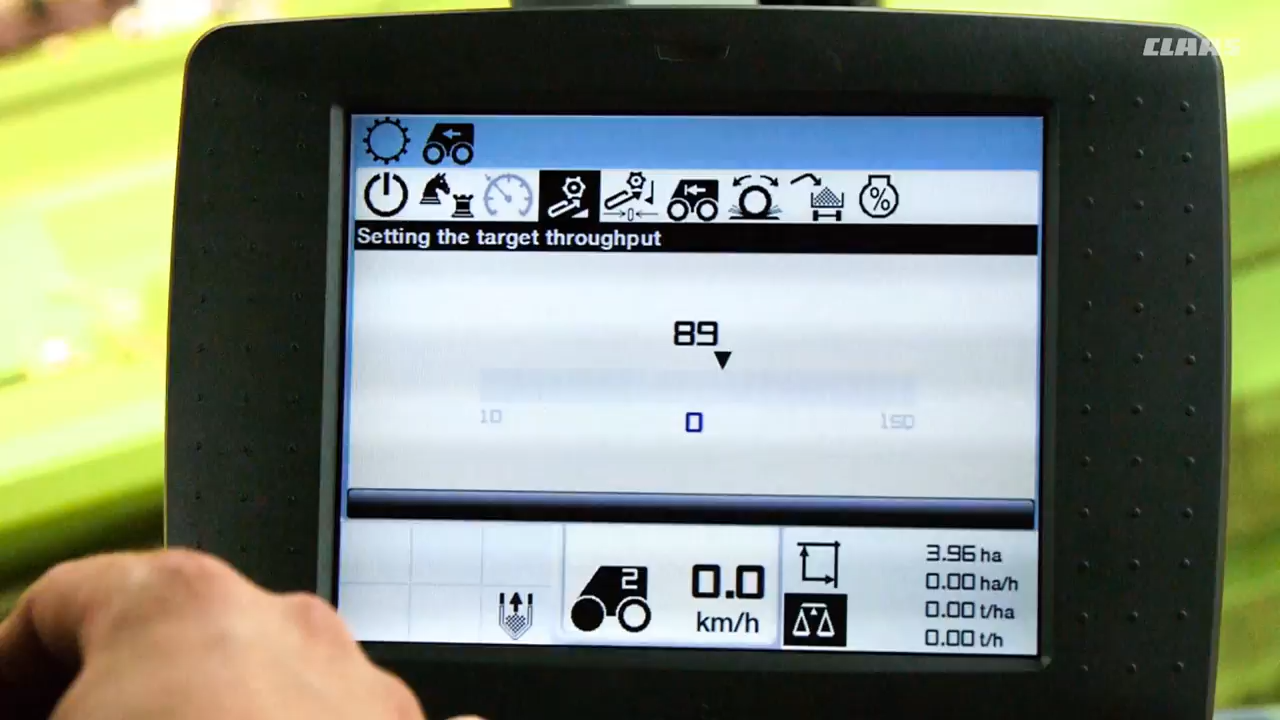 CLAAS
Setting the target throughput
89
10
0
150
2
0.0
km/h
3.96 ha
0.00 ha/h
0.00 t/ha
0.00 t/h
%